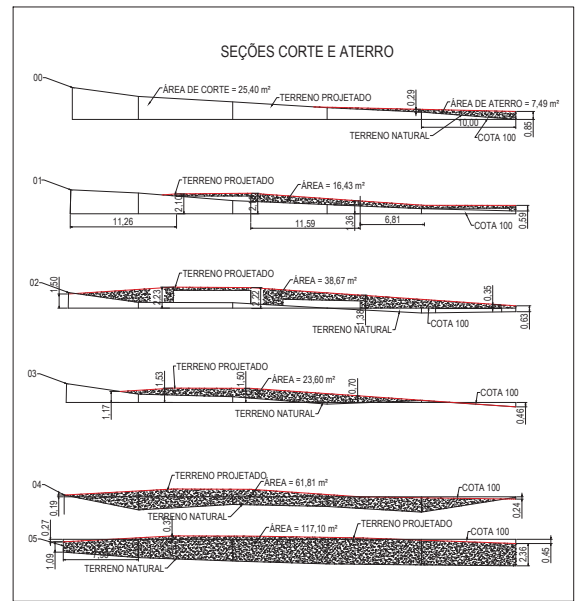 SEÇÕES CORTE E ATERRO
00
ÁREA DE CORTE = 25,40 m²
TERRENO PROJETADO
0,29
ÁREA DE ATERRO = 7,49 m²
TERRENO NATURAL
10,00
COTA 100
0,85
01
TERRENO PROJETADO
ÁREA = 16,43 m²
2,10
11,26
11,59
1,36
6,81
COTA 100
0,59
02
1,50
TERRENO PROJETADO
2,23
2,22
ÁREA = 38,67 m²
1,38
0,35
TERRENO NATURAL
COTA 100
0,63
03
1,17
1,53
TERRENO PROJETADO
1,50
ÁREA = 23,60 m²
0,70
TERRENO NATURAL
COTA 100
0,46
04
0,19
TERRENO PROJETADO
ÁREA = 61,81 m²
TERRENO NATURAL
COTA 100
0,24
05
0,27
1,09
ÁREA = 117,10 m²
TERRENO PROJETADO
TERRENO NATURAL
COTA 100
2,36
0,45